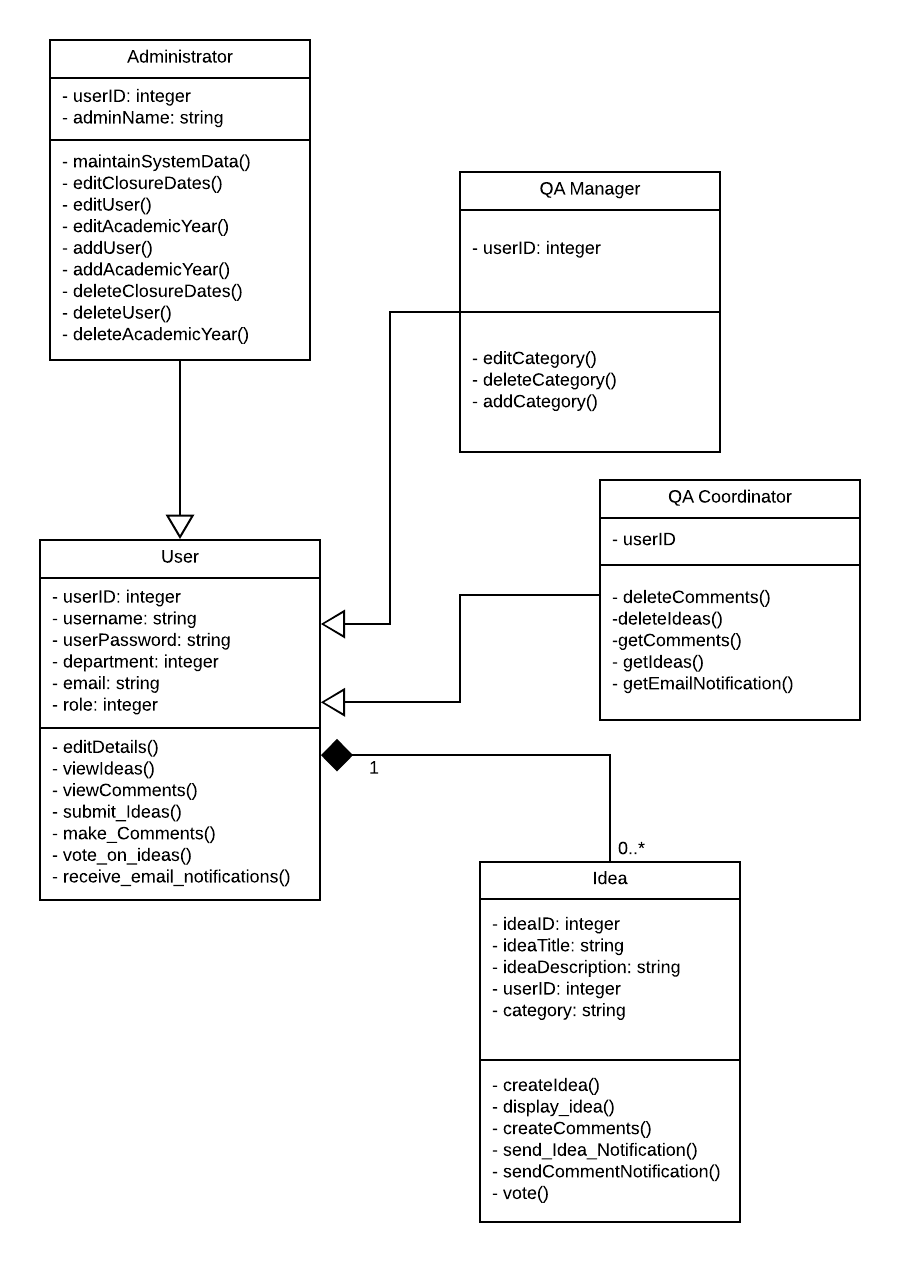 Administrator
- userID: integer
- adminName: string
- maintainSystemData()
- editClosureDates()
- editUser()
- editAcademicYear()
- addUser()
- addAcademicYear()
- deleteClosureDates()
- deleteUser()
- deleteAcademicYear()
QA Manager
- userID: integer
- editCategory()
- deleteCategory()
- addCategory()
QA Coordinator
- userID
- deleteComments()
-deleteIdeas()
-getComments()
- getIdeas()
- getEmailNotification()
User
- userID: integer
- username: string
- userPassword: string
- department: integer
- email: string
- role: integer
- editDetails()
- viewIdeas()
- viewComments()
- submit_Ideas()
- make_Comments()
- vote_on_ideas()
- receive_email_notifications()
1
0..*
Idea
- ideaID: integer
- ideaTitle: string
- ideaDescription: string
- userID: integer
- category: string
- createIdea()
- display_idea()
- createComments()
- send_Idea_Notification()
- sendCommentNotification()
- vote()